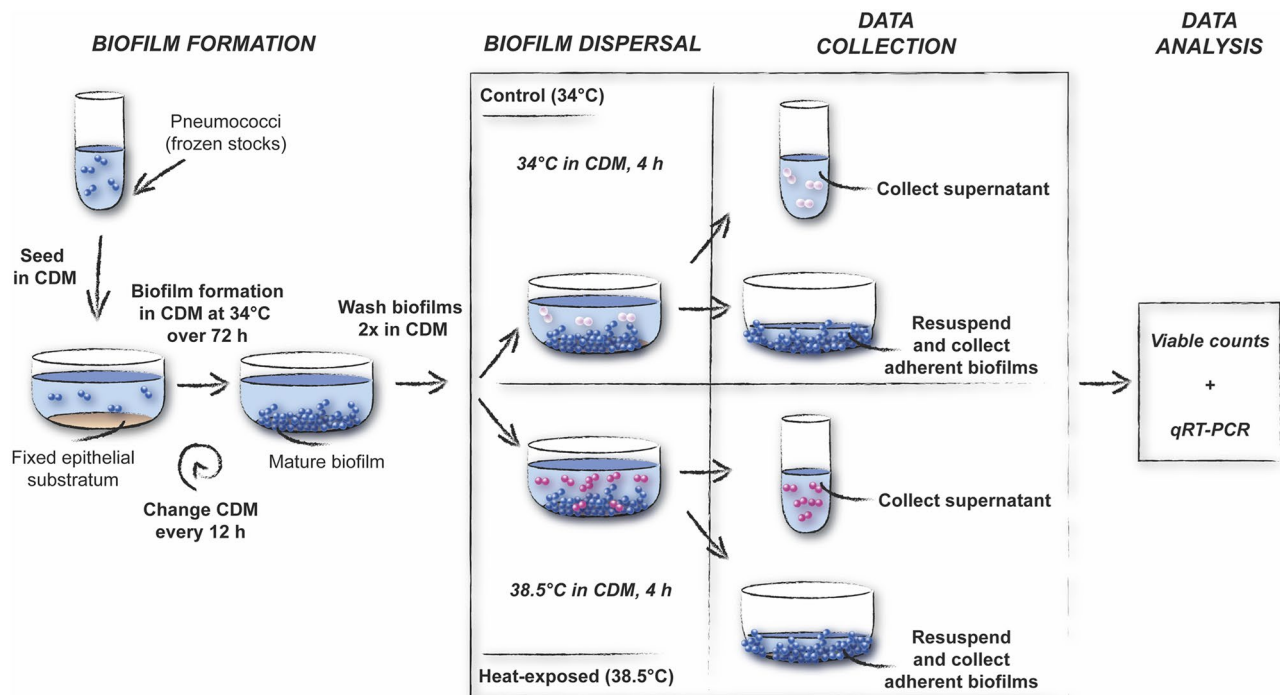 BIOFILM FORMATION
BIOFILM DISPERSAL
DATA
COLLECTION
DATA
ANALYSIS
Pneumococci
(frozen stocks)
Seed
in CDM
Biofilm formation
in CDM at 34°C
over 72 h
Wash biofilms
2x in CDM
Fixed epithelial
substratum
Mature biofilm
Change CDM
every 12 h
Control (34°C)
34°C in CDM, 4 h
Collect supernatant
Resuspend
and collect
adherent biofilms
38.5°C in CDM, 4 h
Heat-exposed (38.5°C)
Collect supernatant
Resuspend
and collect
adherent biofilms
Viable counts
+
qRT-PCR